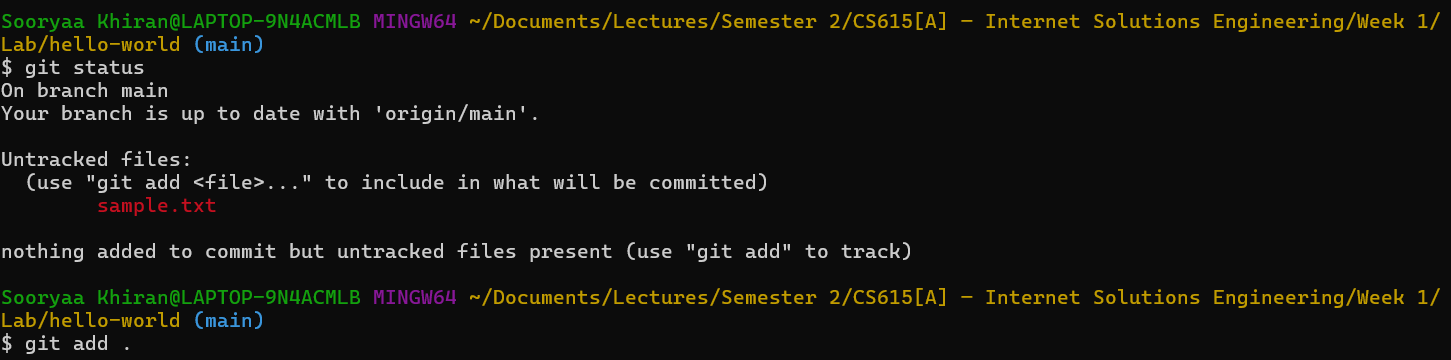 Sooryaa Khiran@LAPTOP-9N4ACMLB MINGW64 ~/Documents/Lectures/Semester 2/CS615[A] – Internet Solutions Engineering/Week 1/
Lab/hello-world (main)
$ git status
On branch main
Your branch is up to date with 'origin/main'.
Untracked files:
(use "git add <file>..." to include in what will be committed)
sample.txt
nothing added to commit but untracked files present (use "git add" to track)
Sooryaa Khiran@LAPTOP-9N4ACMLB MINGW64 ~/Documents/Lectures/Semester 2/CS615[A] – Internet Solutions Engineering/Week 1/
Lab/hello-world (main)
$ git add .